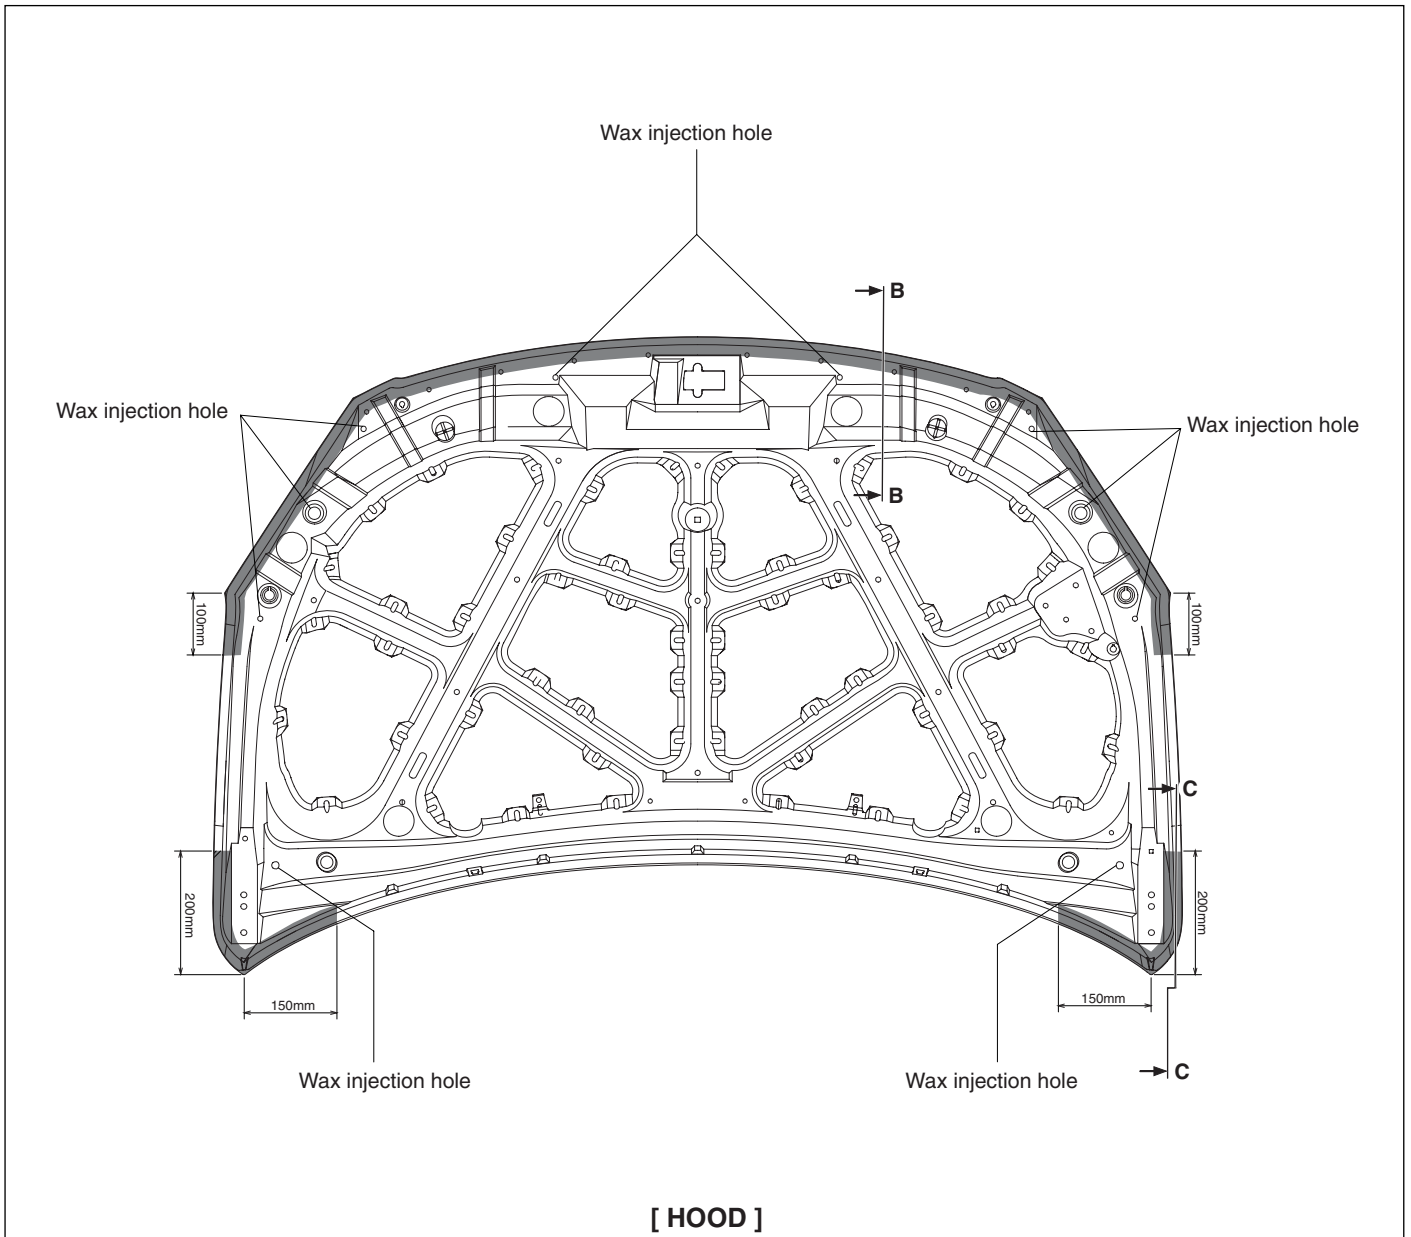 Wax injection hole
B
Wax injection hole
Wax injection hole
B
100mm
100mm
C
200mm
200mm
150mm
150mm
Wax injection hole
Wax injection hole
C
[ HOOD ]